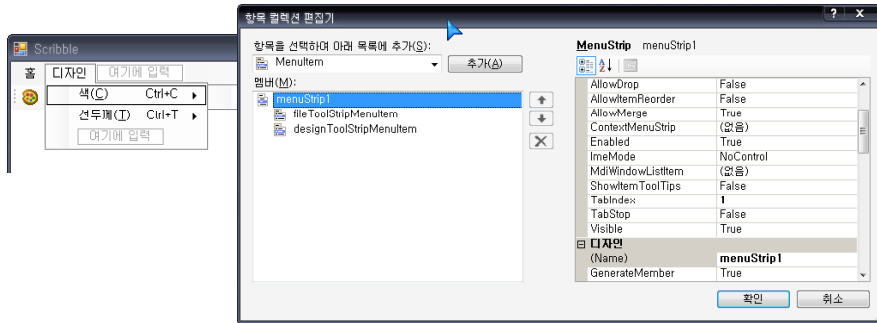 Scribble
홈 디자인 여기에 입력
색(C) Ctrl+C
선두께(T) Ctrl+T
여기에 입력
항목 컬렉션 편집기
항목을 선택하여 아래 목록에 추가(S):
MenuItem 추가(A)
멤버(M):
menuStrip1
fileToolStripMenuItem
designToolStripMenuItem
MenuStrip menuStrip1
AllowDrop False
AllowItemReorder False
AllowMerge True
ContextMenuStrip (없음)
Enabled True
ImeMode NoControl
MdiWindowListItem (없음)
ShowItemToolTips False
TabIndex 1
TabStop False
Visible True
디자인
(Name) menuStrip1
GenerateMember True
확인 취소